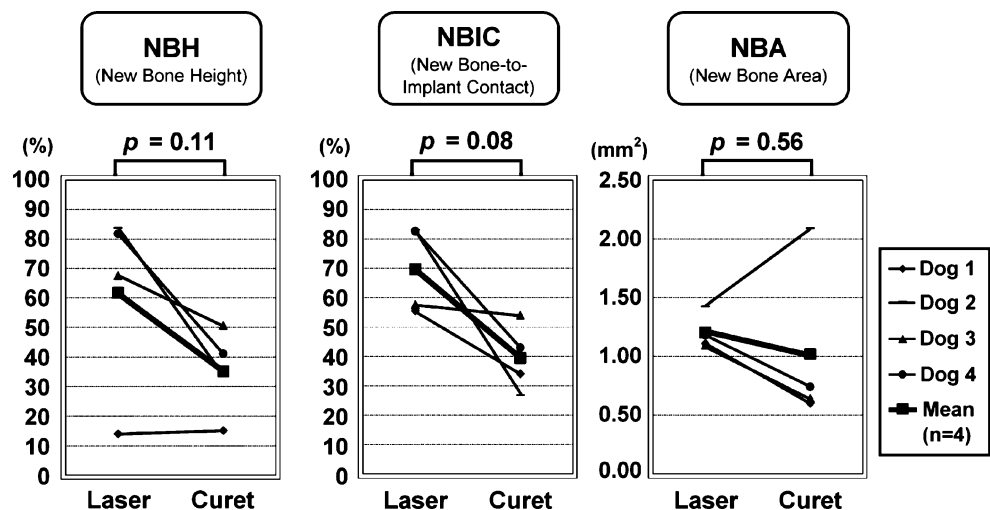 NBH
(New Bone Height)
NBIC
(New Bone-to-
Implant Contact)
NBA
(New Bone Area)
(%)
p = 0.11
100
90
80
70
60
50
40
30
20
10
0
Laser
Curet
(%)
p = 0.08
100
90
80
70
60
50
40
30
20
10
0
Laser
Curet
(mm²)
p = 0.56
2.50
2.00
1.50
1.00
0.50
0.00
Laser
Curet
Dog 1
Dog 2
Dog 3
Dog 4
Mean
(n=4)